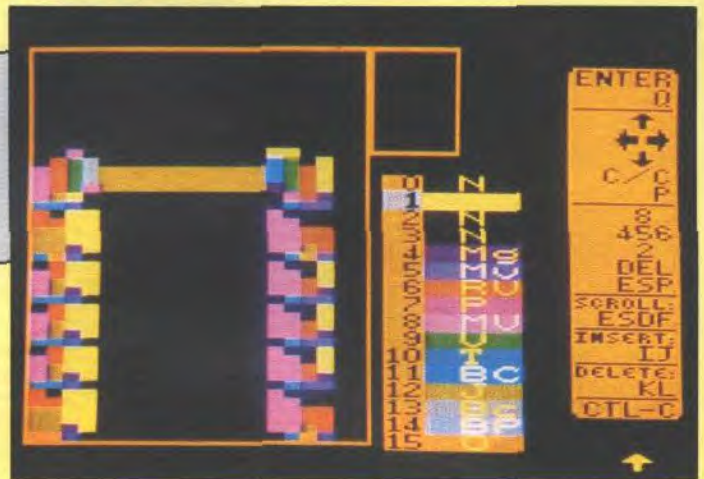 0 N
1
2 N
3 N
4 M
5 M V
6
7 P
8 M V
9 V
10 T
11 B C
12
13
14 B P
15
ENTER
Q
C/C
P
8
456
2
DEL
ESP
SCROLL:
ESDF
INSERT:
IJ
DELETE:
KL
CTL-C